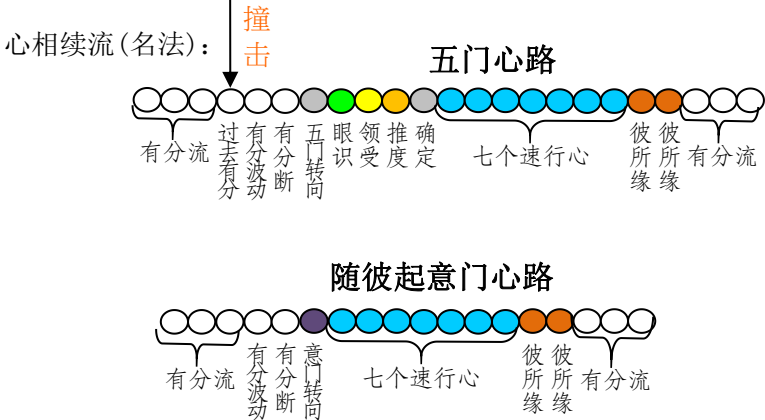 撞击
心相续流(名法)：
五门心路
有分流
过去有分
有分波动
有分断
五门转向
眼识
领受
推度
确定
七个速行心
彼所缘
彼所缘
有分流
随彼起意门心路
有分流
有分波动
有分断
意门转向
七个速行心
彼所缘
彼所缘
有分流